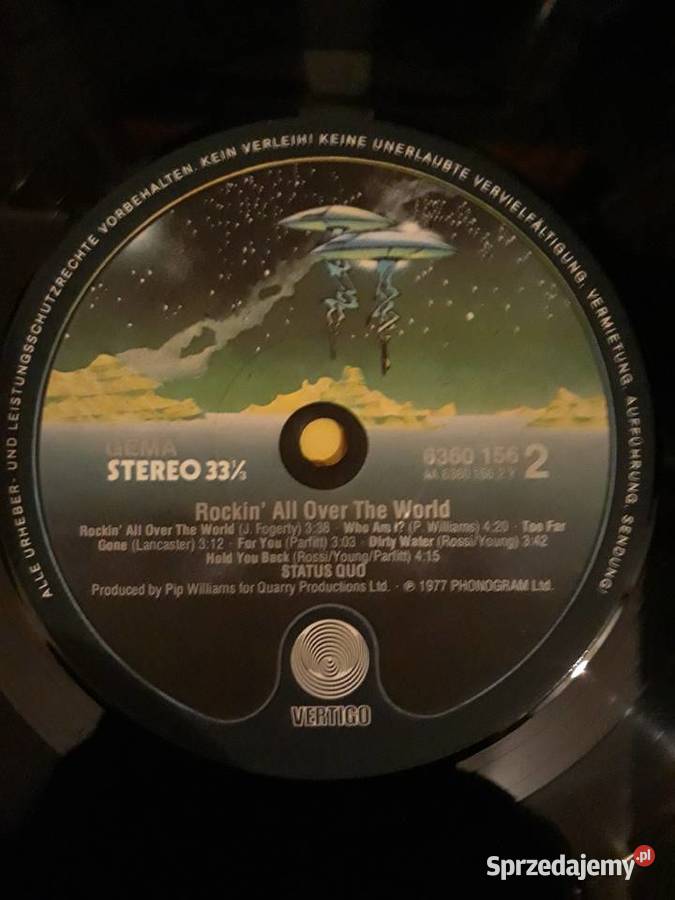 ALLE URHEBER- UND LEISTUNGSSCHUTZRECHTE VORBEHALTEN. KEIN VERLEIH! KEINE UNERLAUBTE VERVIELFÄLTIGUNG, VERMIETUNG, AUFFÜHRUNG, SENDUNG!
GEMA
STEREO 33⅓
6360 156 2
AA 6360 156 2 Y
Rockin' All Over The World
Rockin' All Over The World (J. Fogerty) 3:38 · Who Am I? (P. Williams) 4:20 · Too Far
Gone (Lancaster) 3:12 · For You (Parfitt) 3:03 · Dirty Water (Rossi/Young) 3:42
Hold You Back (Rossi/Young/Parfitt) 4:15
STATUS QUO
Produced by Pip Williams for Quarry Productions Ltd. · ℗ 1977 PHONOGRAM Ltd.
VERTIGO
Sprzedajemy.pl